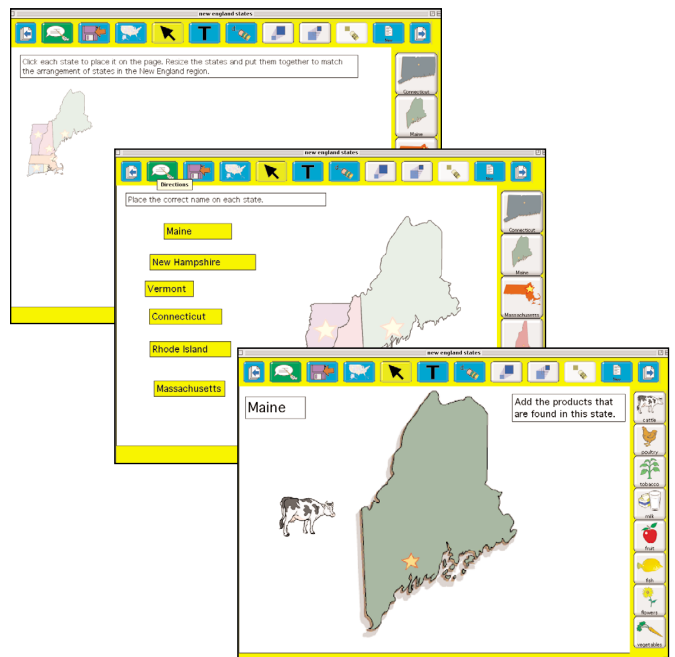 new england states
Click each state to place it on the page. Resize the states and put them together to match
the arrangement of states in the New England region.
Connecticut
Maine
new england states
Directions
Place the correct name on each state.
Maine
New Hampshire
Vermont
Connecticut
Rhode Island
Massachusetts
Connecticut
Maine
Massachusetts
new england states
T
Maine
Add the products that
are found in this state.
cattle
poultry
tobacco
milk
fruit
fish
flowers
vegetables